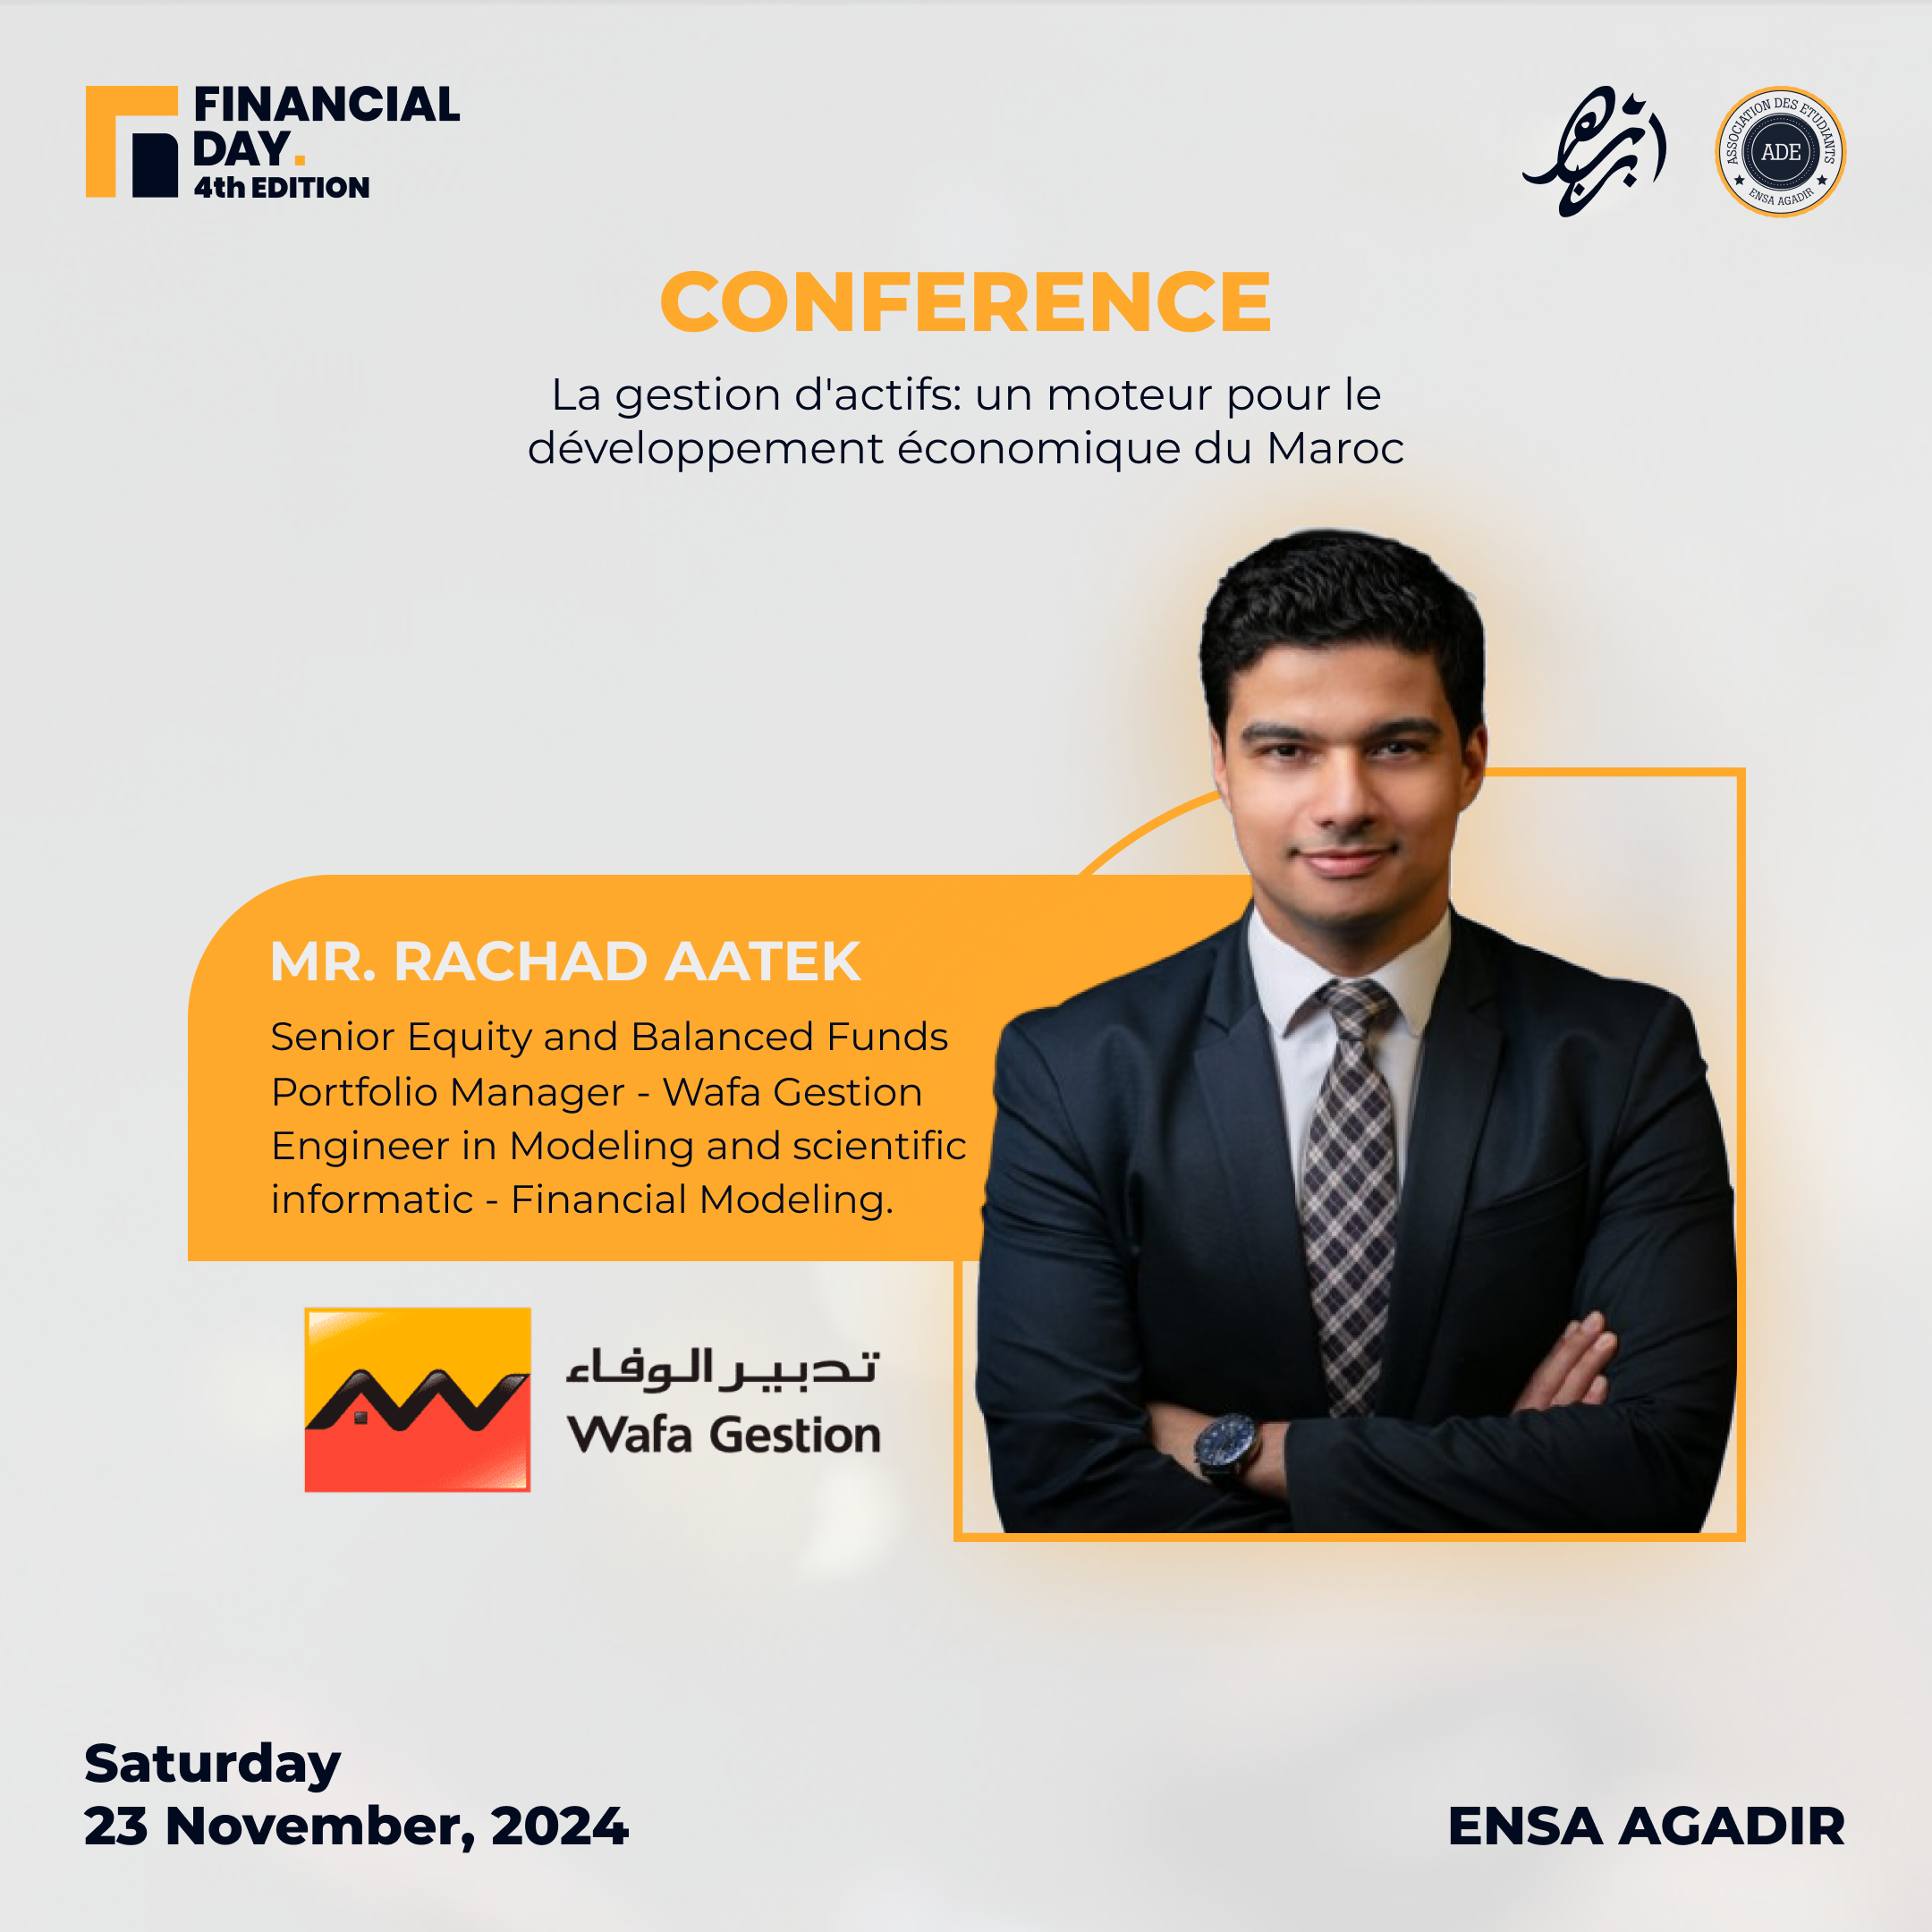 FINANCIAL
DAY.
4th EDITION
ASSOCIATION DES ETUDIANTS
ADE
ENSA AGADIR
CONFERENCE
La gestion d'actifs: un moteur pour le
développement économique du Maroc
MR. RACHAD AATEK
Senior Equity and Balanced Funds
Portfolio Manager - Wafa Gestion
Engineer in Modeling and scientific
informatic - Financial Modeling.
تدبير الوفاء
Wafa Gestion
Saturday
23 November, 2024
ENSA AGADIR